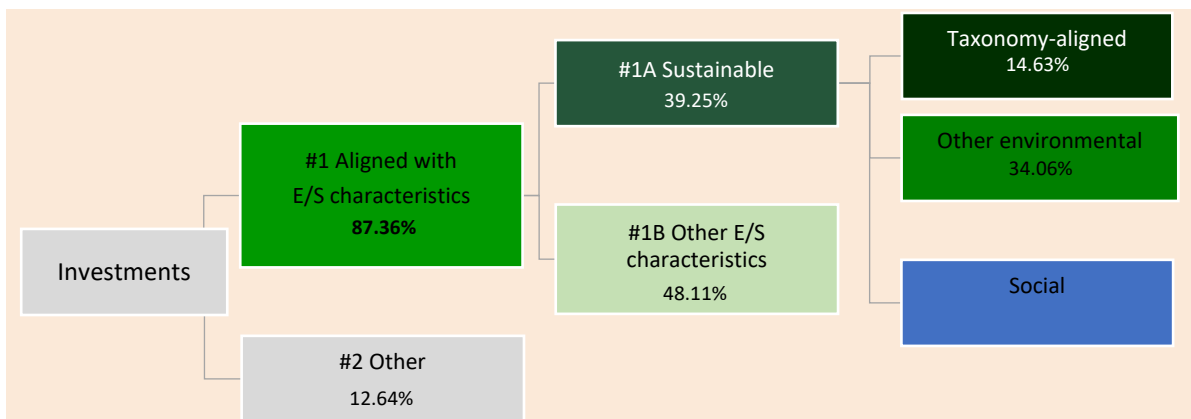 Investments
#1 Aligned with
E/S characteristics
87.36%
#2 Other
12.64%
#1A Sustainable
39.25%
#1B Other E/S
characteristics
48.11%
Taxonomy-aligned
14.63%
Other environmental
34.06%
Social